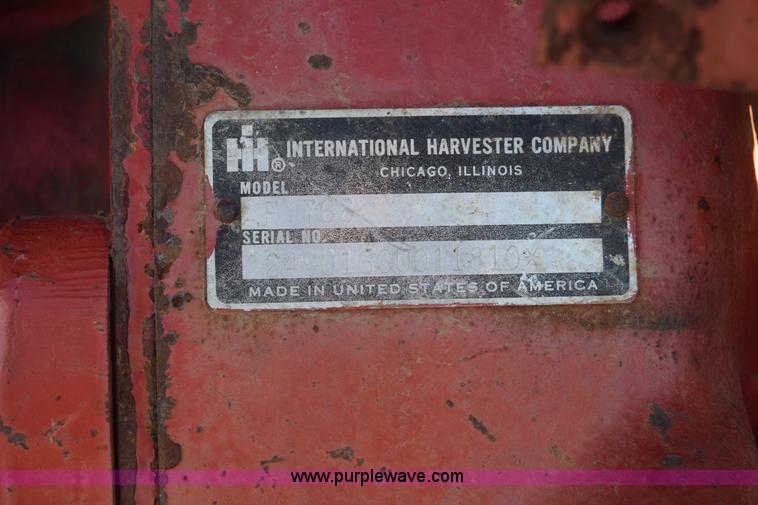 IH® INTERNATIONAL HARVESTER COMPANY
CHICAGO, ILLINOIS
MODEL
SERIAL NO
MADE IN UNITED STATES OF AMERICA
www.purplewave.com